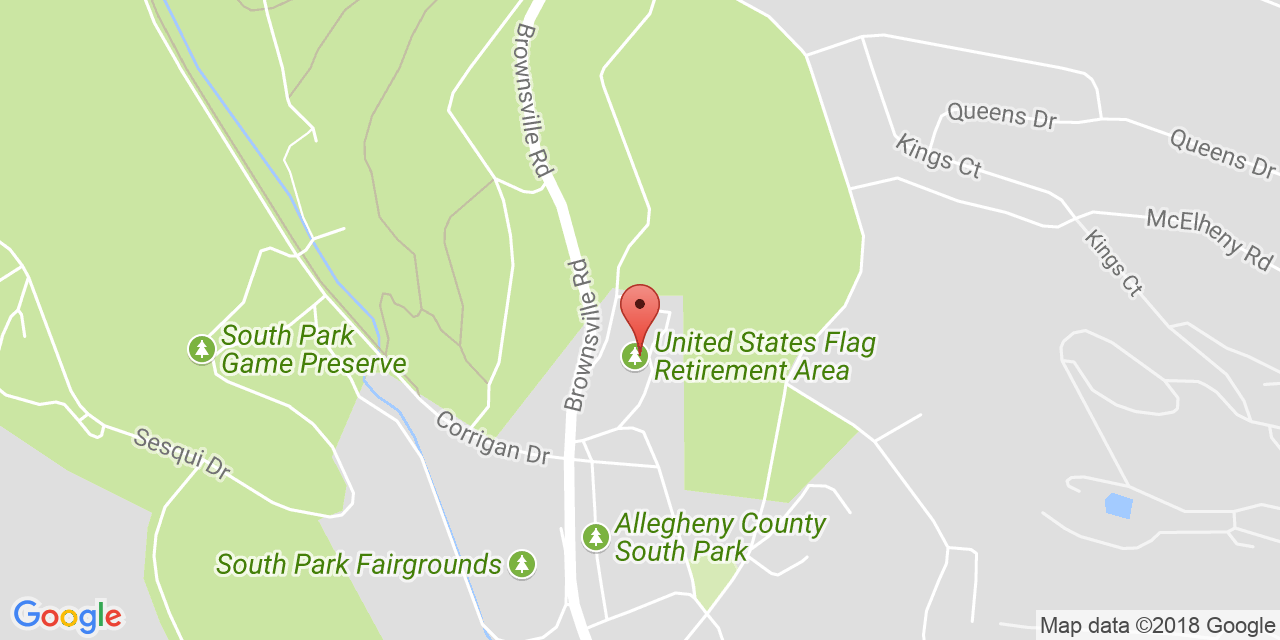 Brownsville Rd
Queens Dr
Queens Dr
Kings Ct
McElheny Rd
Kings Ct
Brownsville Rd
South Park
Game Preserve
United States Flag
Retirement Area
Corrigan Dr
Sesqui Dr
Allegheny County
South Park
South Park Fairgrounds
Google
Map data ©2018 Google